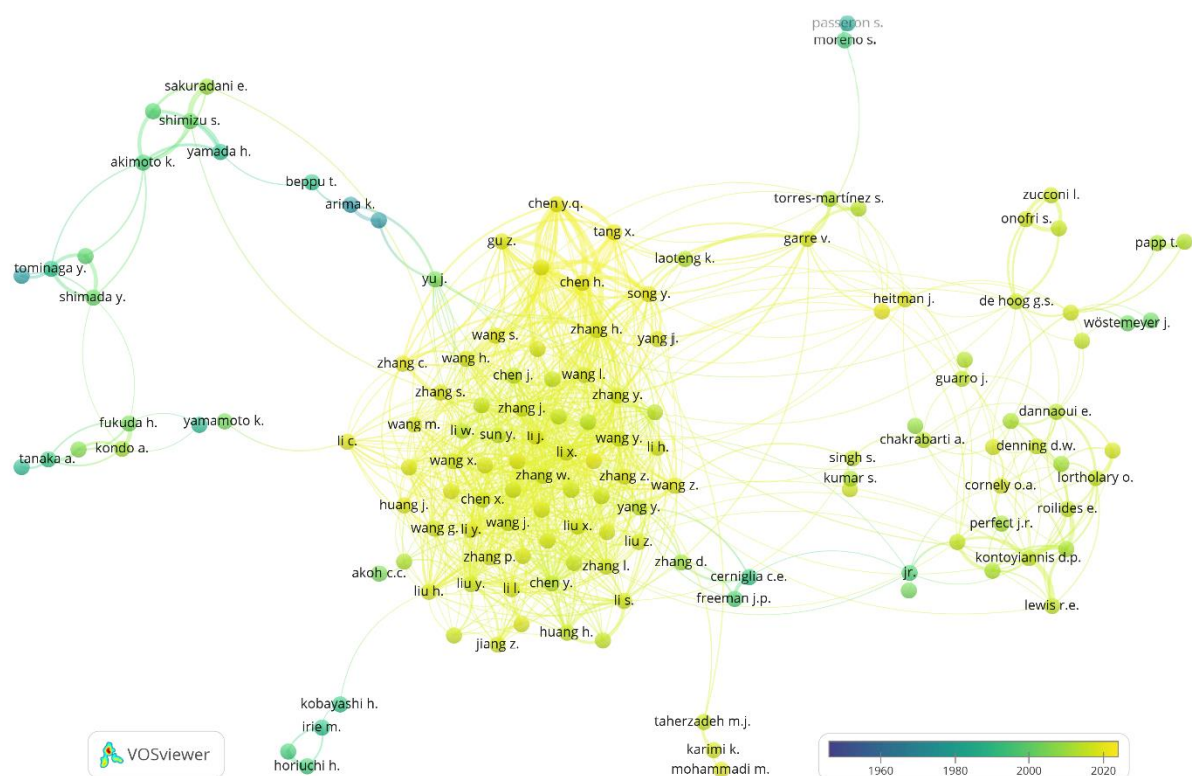 passeron s.
moreno s.
sakuradani e.
shimizu s.
akimoto k.
yamada h.
beppu t.
arima k.
chen y.q.
torres-martínez s.
zucconi l.
onofri s.
gu z.
tang x.
garre v.
papp t.
laoteng k.
tominaga y.
shimada y.
yu j.
chen h.
song y.
heitman j.
de hoog g.s.
wöstemeyer j.
wang s.
zhang h.
yang j.
zhang c.
wang h.
chen j.
wang l.
guarro j.
zhang s.
zhang j.
zhang y.
fukuda h.
yamamoto k.
wang m.
li w.
sun y.
li j.
wang y.
li h.
dannaoui e.
chakrabarti a.
denning d.w.
tanaka a.
kondo a.
li c.
wang x.
li x.
zhang w.
zhang z.
wang z.
singh s.
kumar s.
cornely o.a.
lortholary o.
huang j.
chen x.
yang y.
roilides e.
wang g.
li y.
wang j.
liu x.
liu z.
perfect j.r.
zhang p.
zhang l.
zhang d.
kontoyiannis d.p.
akoh c.c.
liu h.
liu y.
li l.
chen y.
li s.
cerniglia c.e.
freeman j.p.
jr.
lewis r.e.
jiang z.
huang h.
kobayashi h.
irie m.
horiuchi h.
taherzadeh m.j.
karimi k.
mohammadi m.
VOSviewer
1960 1980 2000 2020